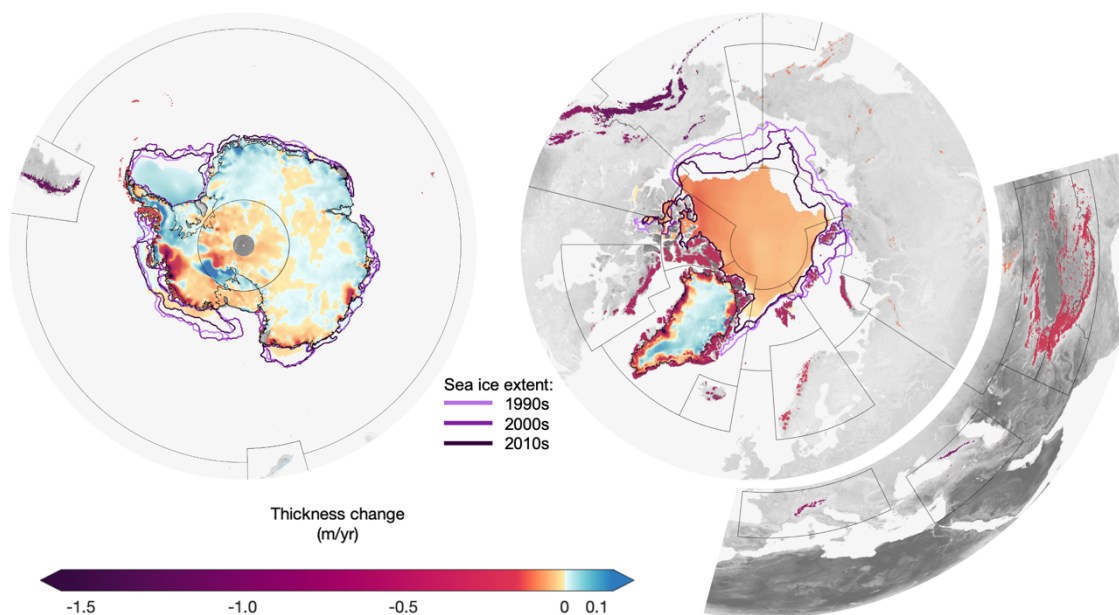 Sea ice extent:
1990s
2000s
2010s
Thickness change
(m/yr)
-1.5 -1.0 -0.5 0 0.1